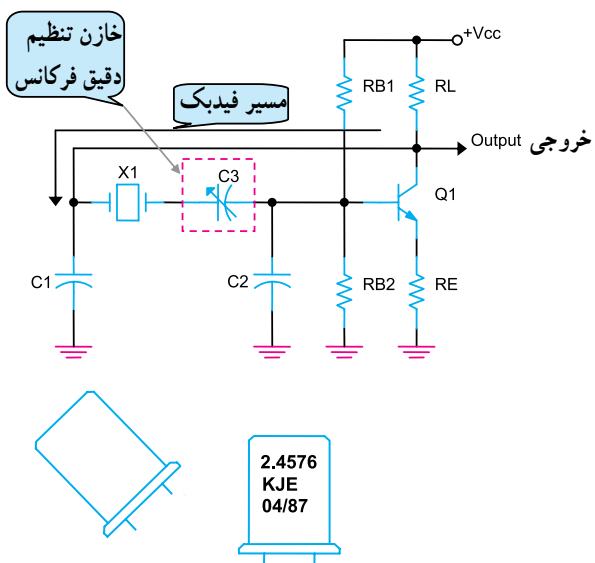 خازن تنظیم
دقیق فرکانس
مسیر فیدبک
+Vcc
RB1
RL
Output خروجی
X1
C3
Q1
C1
C2
RB2
RE
2.4576
KJE
04/87